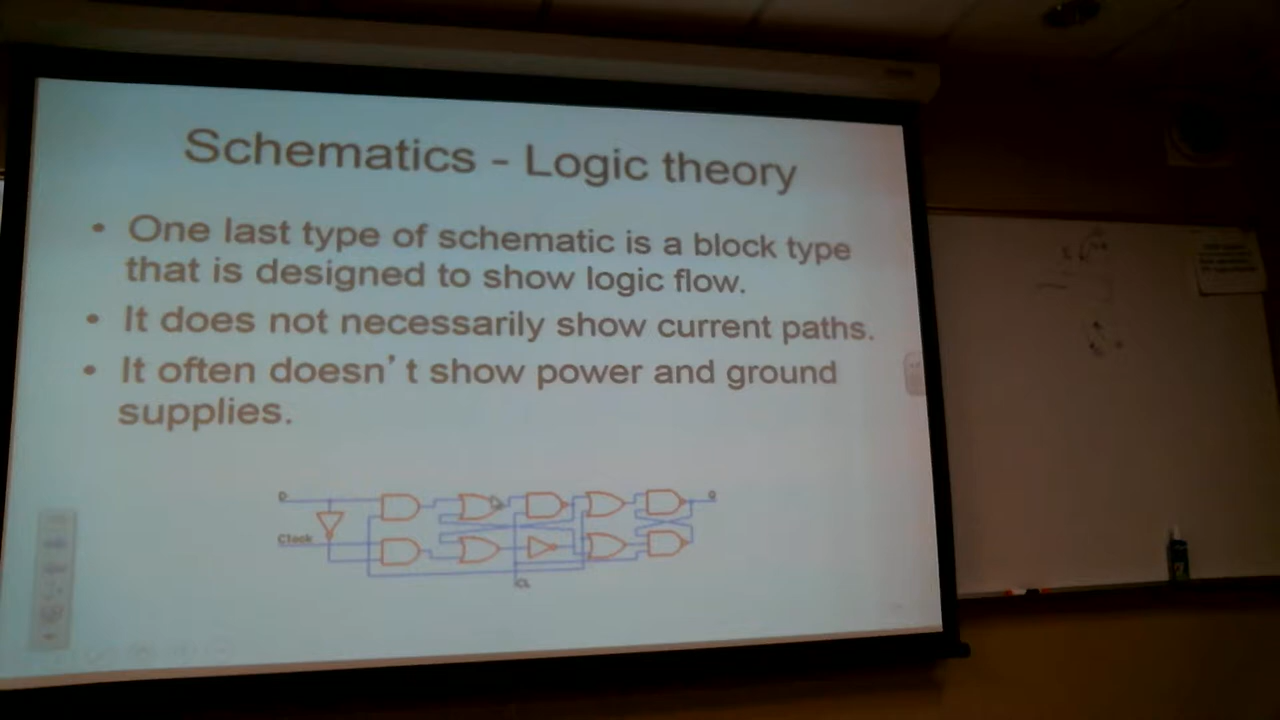 Schematics - Logic theory
• One last type of schematic is a block type
that is designed to show logic flow.
• It does not necessarily show current paths.
• It often doesn't show power and ground
supplies.
D
Q
Clock
CL